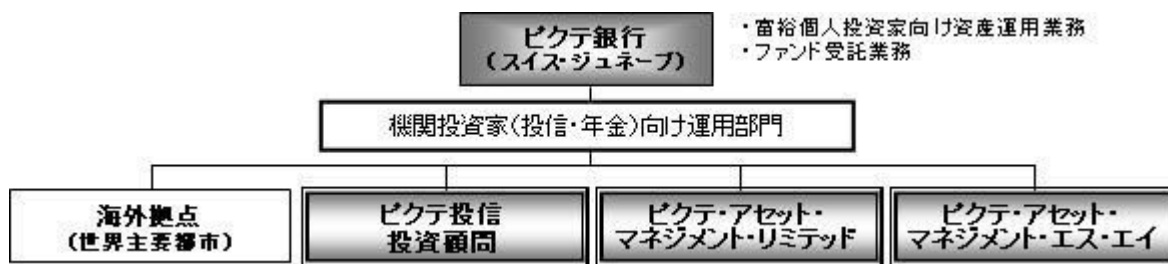 ピクテ銀行
(スイス・ジュネーブ)
・富裕個人投資家向け資産運用業務
・ファンド受託業務
機関投資家(投信・年金)向け運用部門
海外拠点
(世界主要都市)
ピクテ投信
投資顧問
ピクテ・アセット・
マネジメント・リミテッド
ピクテ・アセット・
マネジメント・エス・エイ